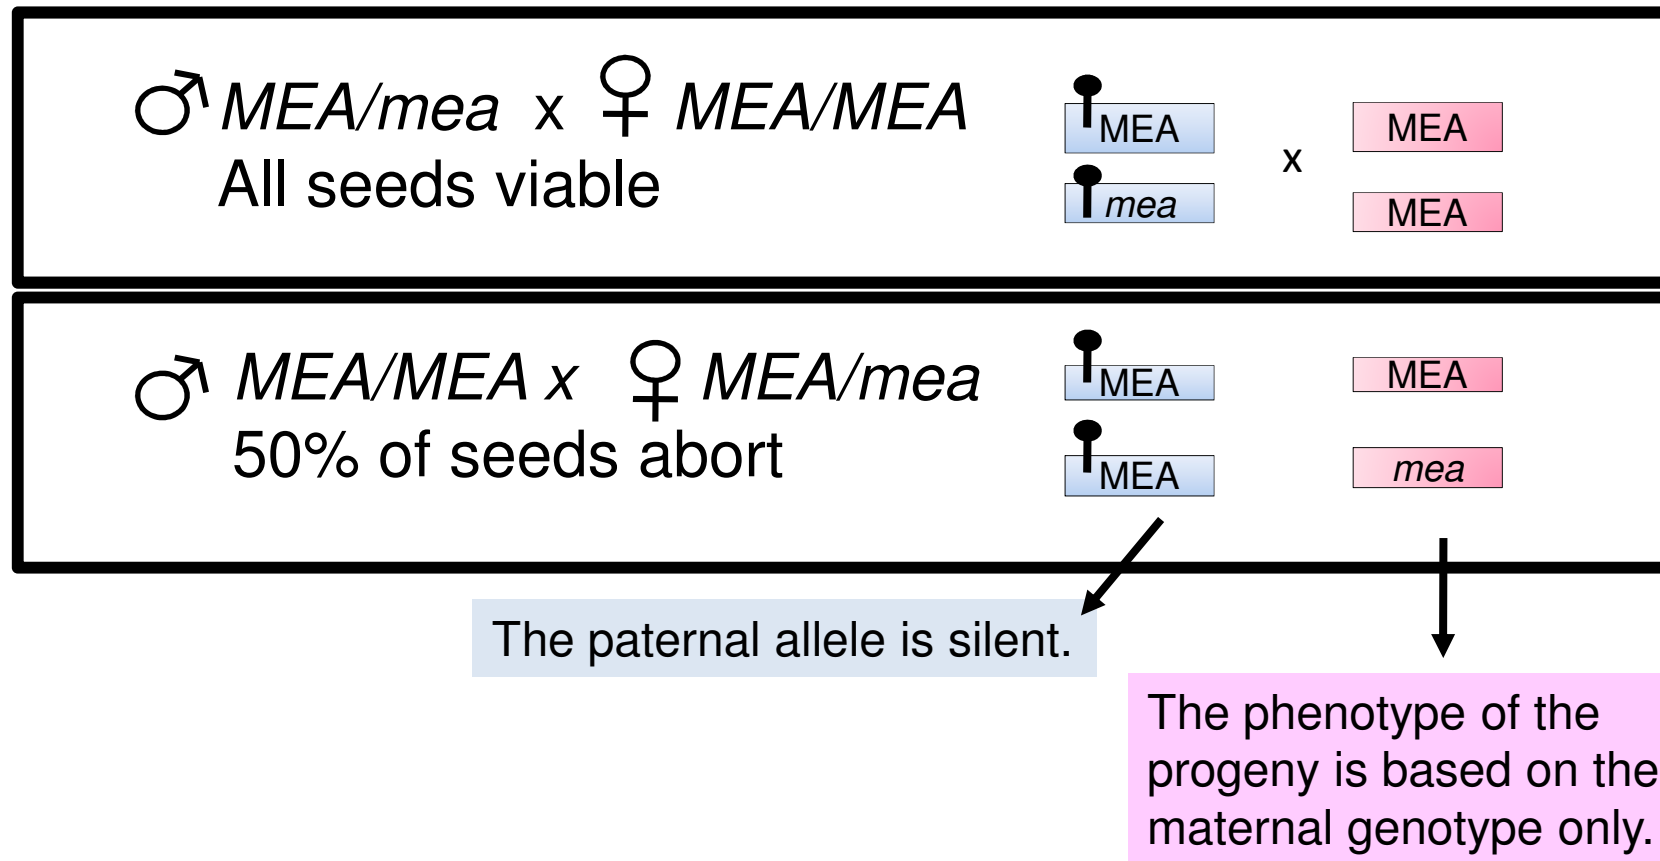 ♂ MEA/mea x ♀ MEA/MEA
All seeds viable
MEA
mea
x
MEA
MEA
♂ MEA/MEA x ♀ MEA/mea
50% of seeds abort
MEA
MEA
MEA
mea
The paternal allele is silent.
The phenotype of the
progeny is based on the
maternal genotype only.